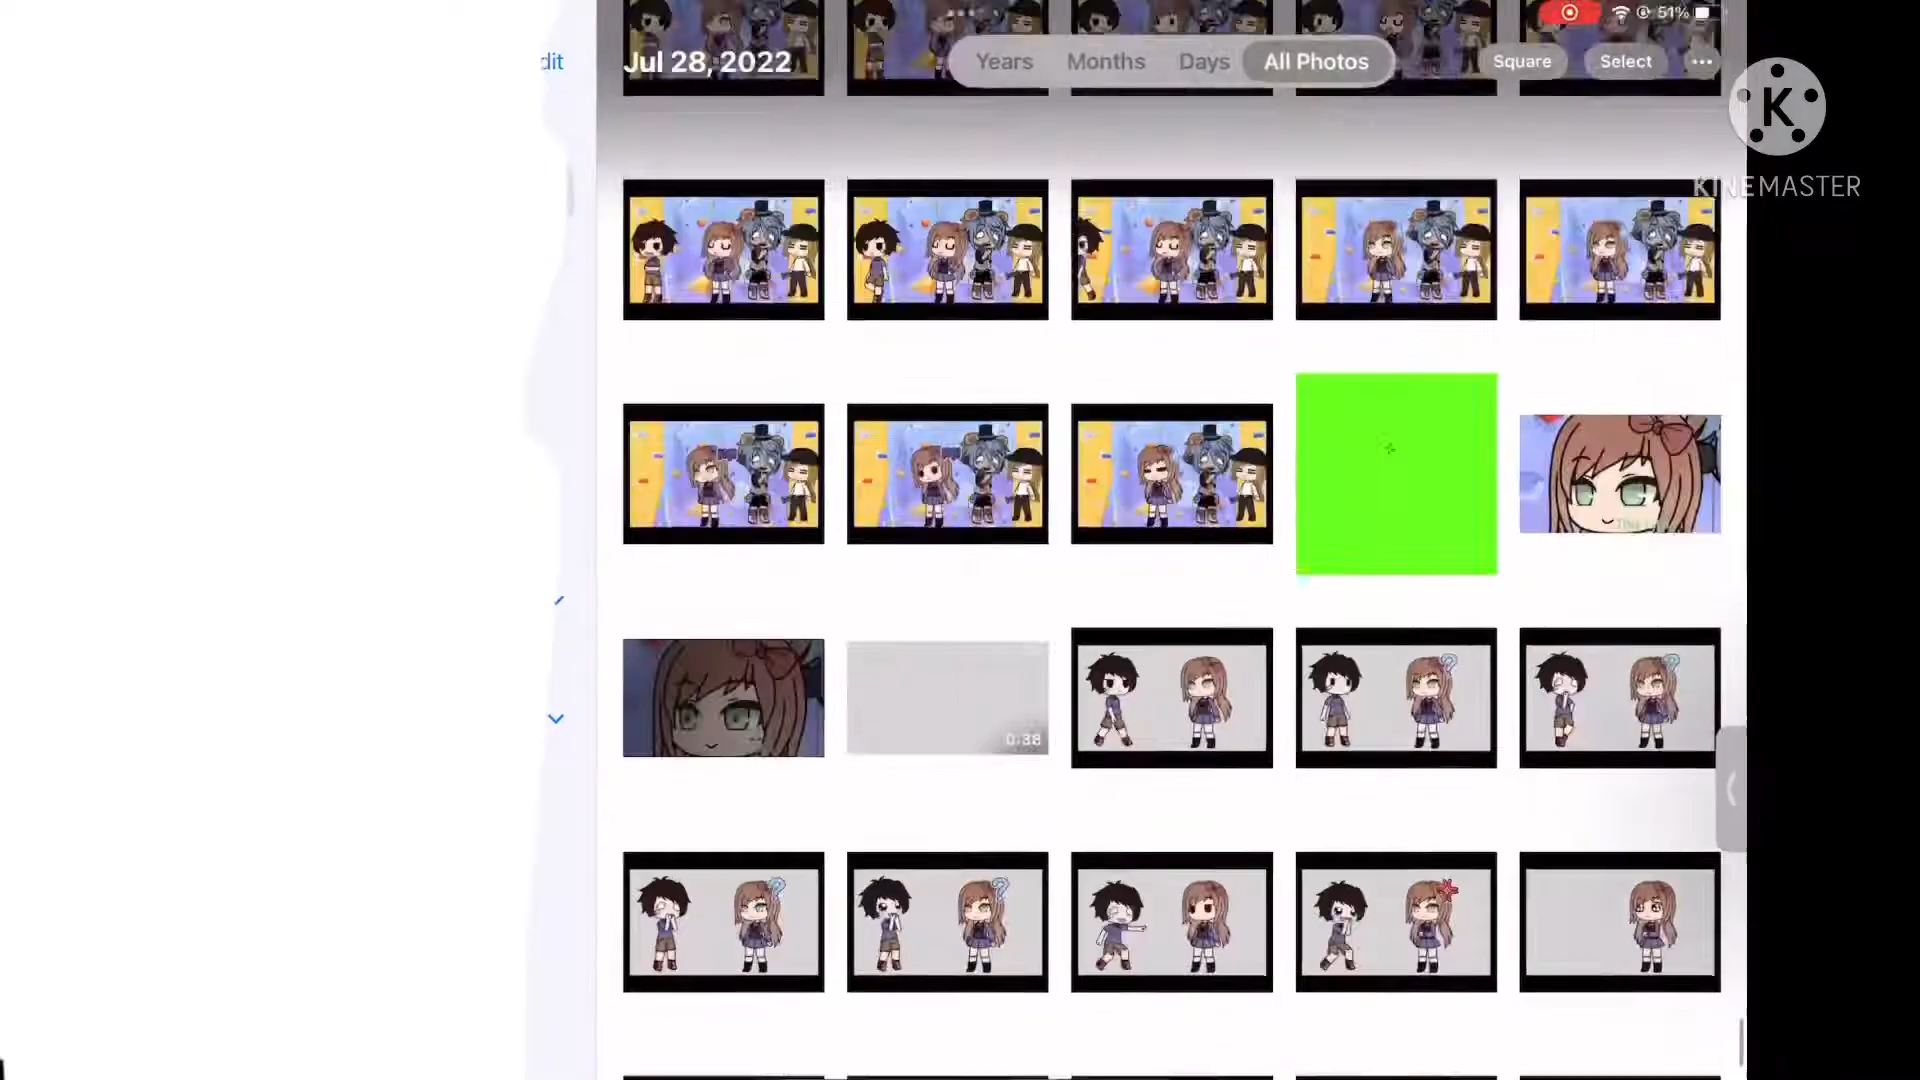 dit
Jul 28, 2022
Years
Months
Days
All Photos
Square
Select
51%
K
KINEMASTER
0:38